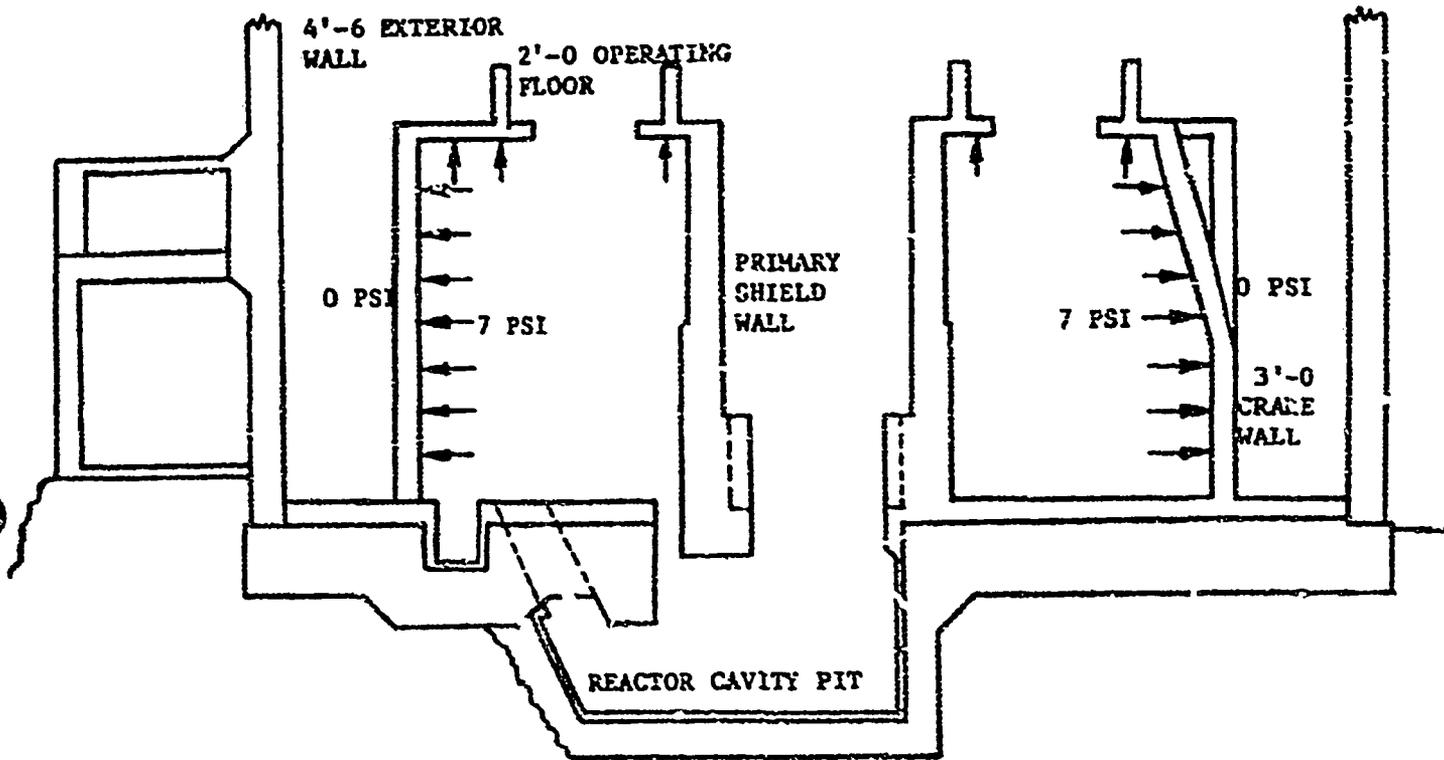 4'-6 EXTERIOR
WALL
2'-0 OPERATING
FLOOR
PRIMARY
SHIELD
WALL
0 PSI
7 PSI
7 PSI
0 PSI
3'-0
CRANE
WALL
REACTOR CAVITY PIT